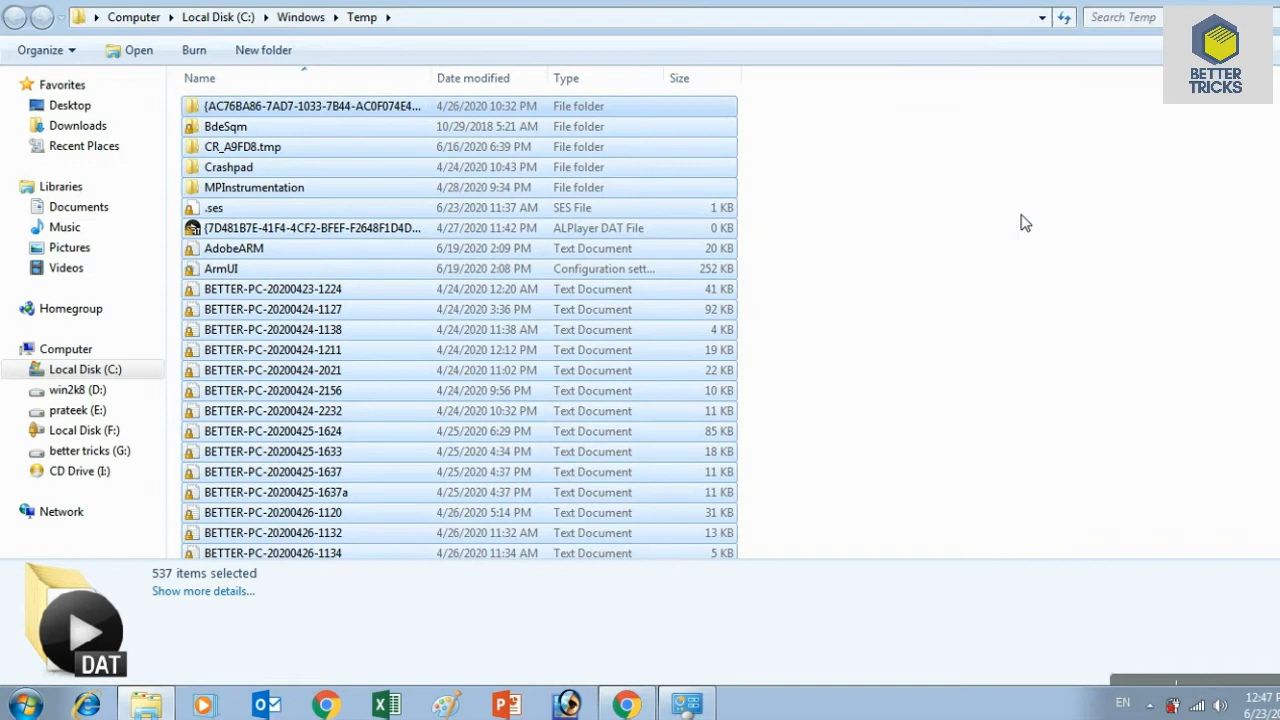 Computer Local Disk (C:) Windows Temp
Search Temp
Organize Open Burn New folder
BETTER
TRICKS
Name Date modified Type Size
Favorites
Desktop
Downloads
Recent Places
Libraries
Documents
Music
Pictures
Videos
Homegroup
Computer
Local Disk (C:)
win2k8 (D:)
prateek (E:)
Local Disk (F:)
better tricks (G:)
CD Drive (I:)
Network
{AC76BA86-7AD7-1033-7B44-AC0F074E4... 4/26/2020 10:32 PM File folder
BdeSqm 10/29/2018 5:21 AM File folder
CR_A9FD8.tmp 6/16/2020 6:39 PM File folder
Crashpad 4/24/2020 10:43 PM File folder
MPInstrumentation 4/28/2020 9:34 PM File folder
.ses 6/23/2020 11:37 AM SES File 1 KB
{7D481B7E-41F4-4CF2-BFEF-F2648F1D4D... 4/27/2020 11:42 PM ALPlayer DAT File 0 KB
AdobeARM 6/19/2020 2:09 PM Text Document 20 KB
ArmUI 6/19/2020 2:08 PM Configuration sett... 252 KB
BETTER-PC-20200423-1224 4/24/2020 12:20 AM Text Document 41 KB
BETTER-PC-20200424-1127 4/24/2020 3:36 PM Text Document 92 KB
BETTER-PC-20200424-1138 4/24/2020 11:38 AM Text Document 4 KB
BETTER-PC-20200424-1211 4/24/2020 12:12 PM Text Document 19 KB
BETTER-PC-20200424-2021 4/24/2020 11:02 PM Text Document 22 KB
BETTER-PC-20200424-2156 4/24/2020 9:56 PM Text Document 10 KB
BETTER-PC-20200424-2232 4/24/2020 10:32 PM Text Document 11 KB
BETTER-PC-20200425-1624 4/25/2020 6:29 PM Text Document 85 KB
BETTER-PC-20200425-1633 4/25/2020 4:34 PM Text Document 18 KB
BETTER-PC-20200425-1637 4/25/2020 4:37 PM Text Document 11 KB
BETTER-PC-20200425-1637a 4/25/2020 4:37 PM Text Document 11 KB
BETTER-PC-20200426-1120 4/26/2020 5:14 PM Text Document 31 KB
BETTER-PC-20200426-1132 4/26/2020 11:32 AM Text Document 13 KB
BETTER-PC-20200426-1134 4/26/2020 11:34 AM Text Document 5 KB
537 items selected
Show more details...
DAT
EN
12:47
6/23/20